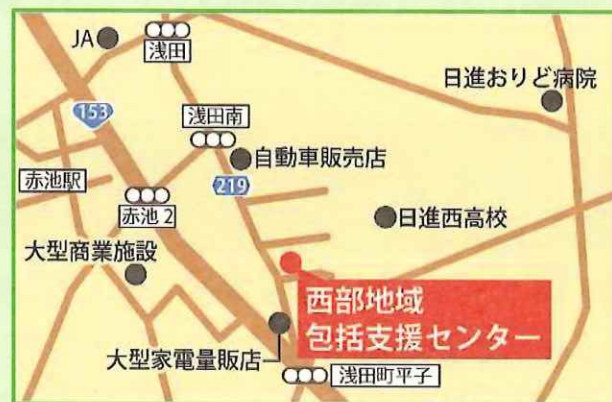 JA
浅田
日進おりど病院
153
浅田南
自動車販売店
赤池駅
219
赤池2
日進西高校
大型商業施設
西部地域
包括支援センター
大型家電量販店
浅田町平子